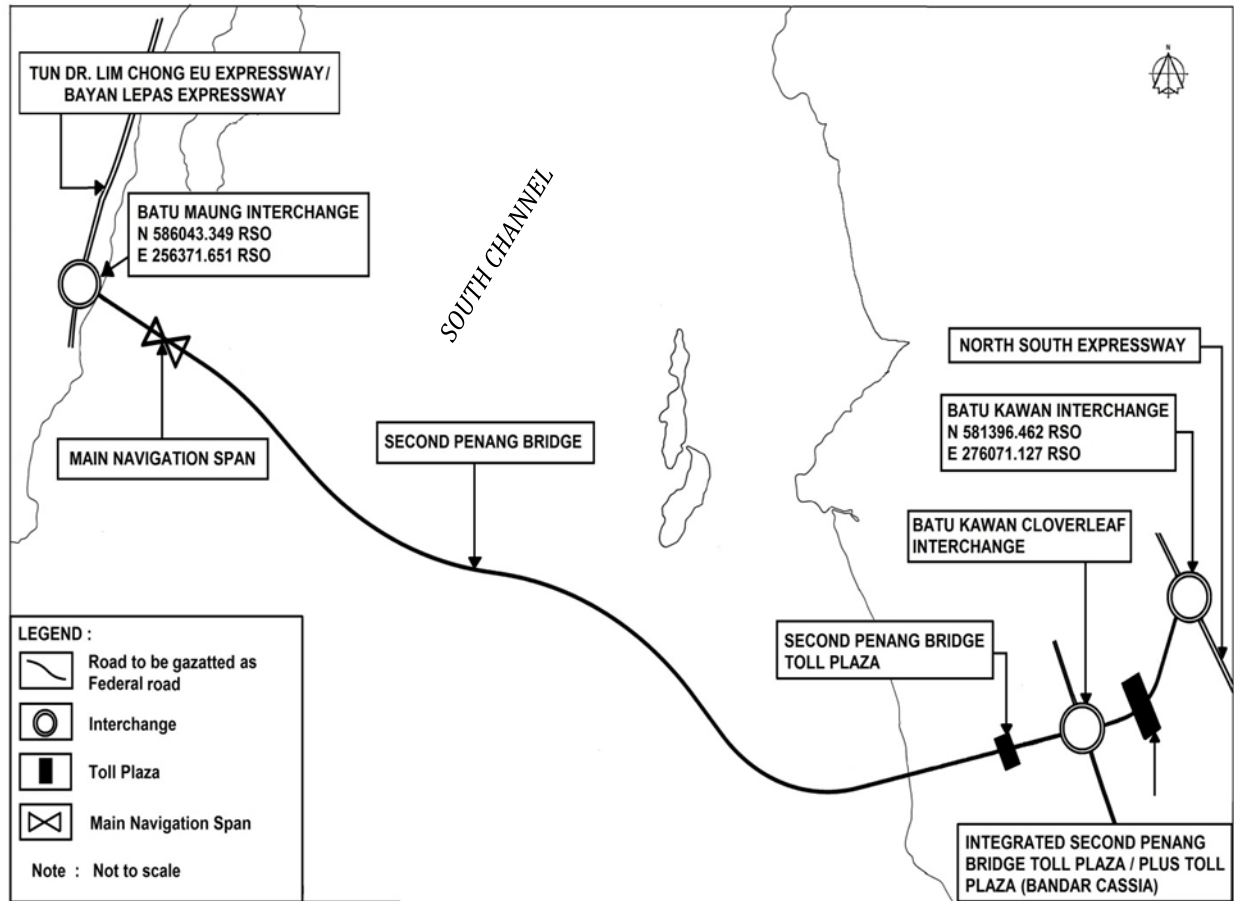 N
TUN DR. LIM CHONG EU EXPRESSWAY/
BAYAN LEPAS EXPRESSWAY
BATU MAUNG INTERCHANGE
N 586043.349 RSO
E 256371.651 RSO
SOUTH CHANNEL
NORTH SOUTH EXPRESSWAY
BATU KAWAN INTERCHANGE
N 581396.462 RSO
E 276071.127 RSO
MAIN NAVIGATION SPAN
SECOND PENANG BRIDGE
BATU KAWAN CLOVERLEAF
INTERCHANGE
SECOND PENANG BRIDGE
TOLL PLAZA
INTEGRATED SECOND PENANG
BRIDGE TOLL PLAZA / PLUS TOLL
PLAZA (BANDAR CASSIA)
LEGEND :
Road to be gazatted as
Federal road
Interchange
Toll Plaza
Main Navigation Span
Note : Not to scale